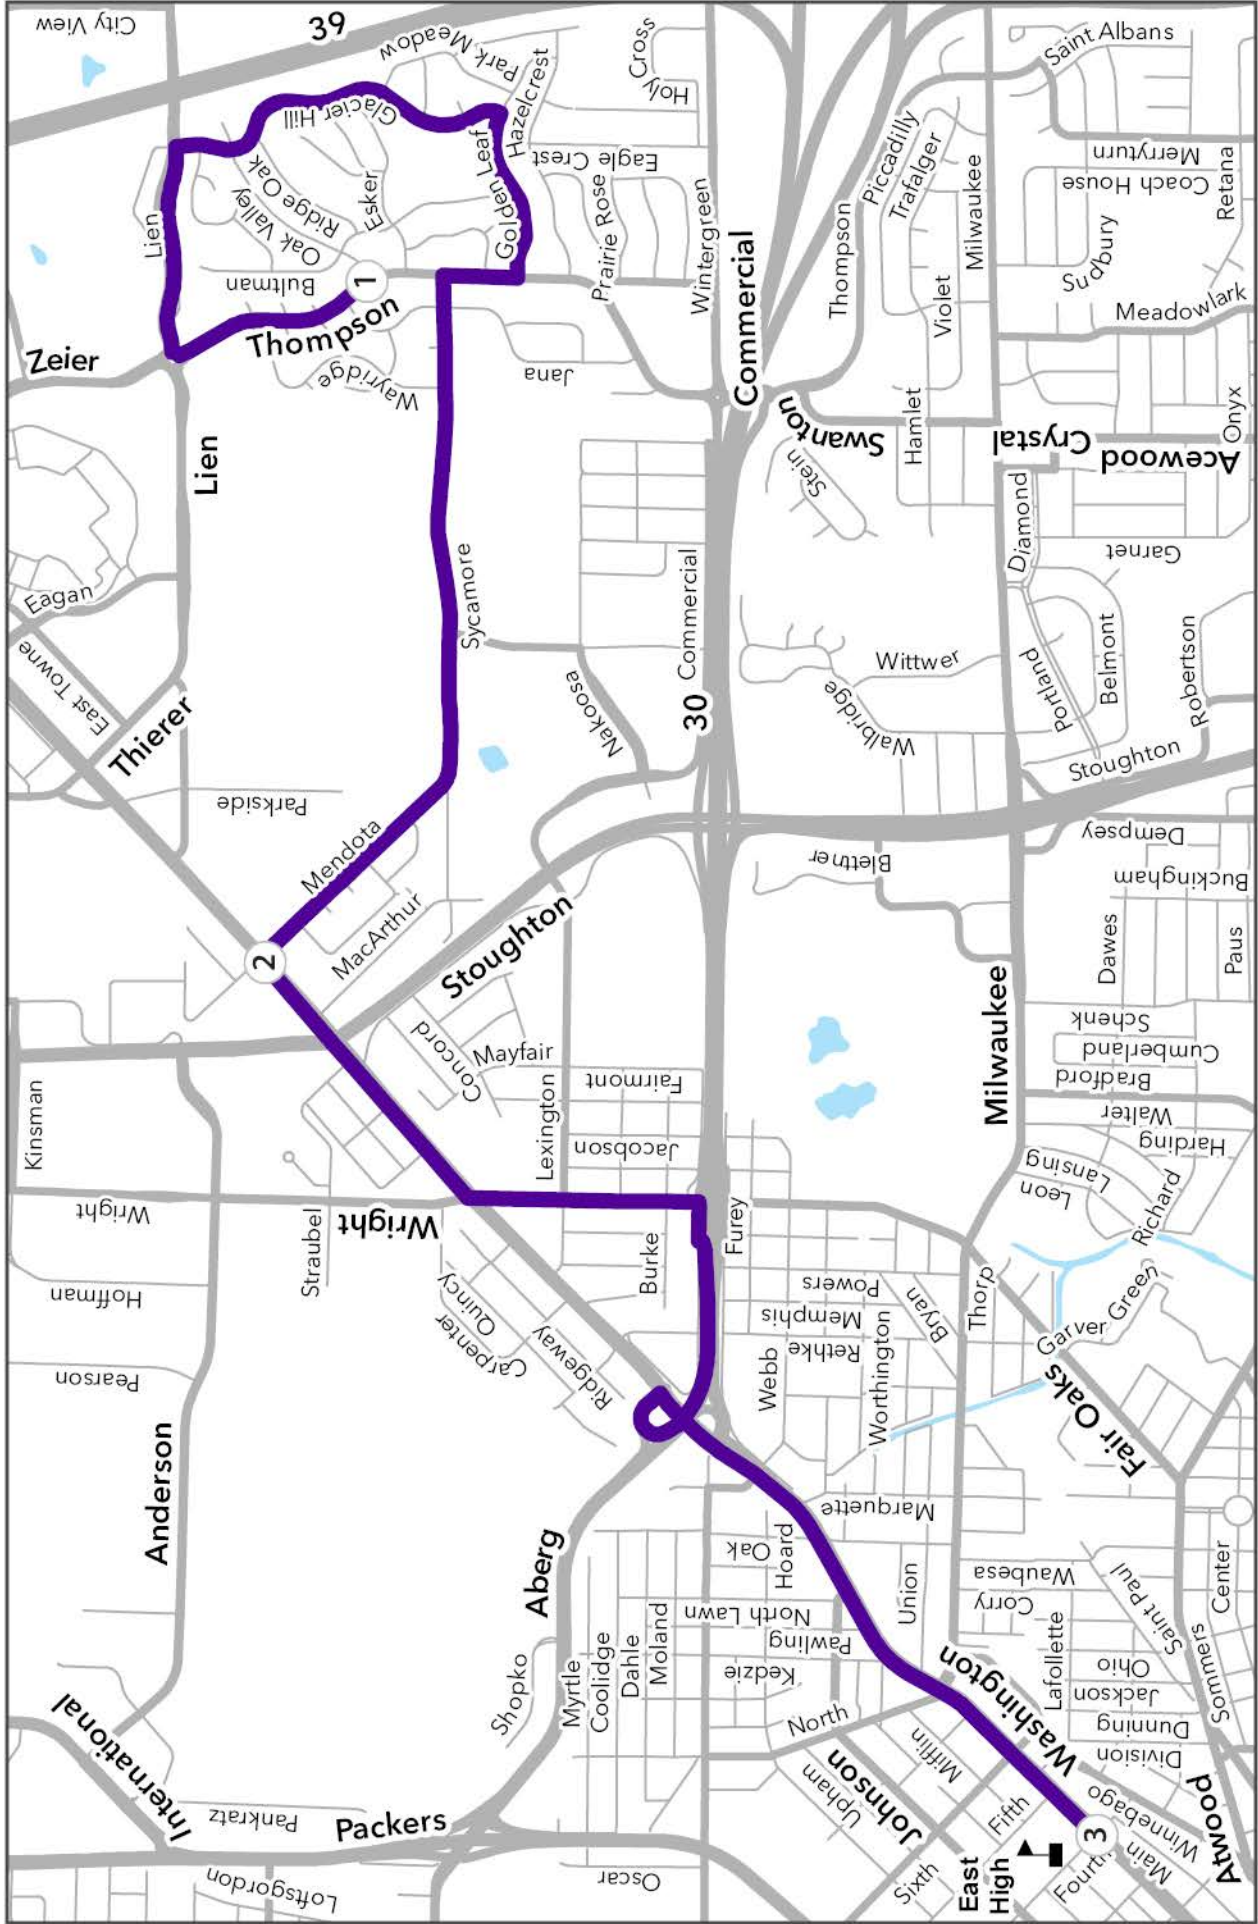 City View
39
Park Meadow
Holy Cross
Saint Albans
Hazelcrest
Glacier Hill
Golden Leaf
Eagle Crest
Piccadilly
Trafalger
Merryturn
Coach House
Retana
Lien
Oak Valley
Ridge Oak
Esker
Bultman
1
Prairie Rose
Wintergreen
Commercial
Thompson
Milwaukee
Violet
Sudbury
Meadowlark
Zeier
Thompson
Wayridge
Jana
Swanton
Hamlet
Crystal
Acewood
Onyx
Lien
Stein
Diamond
Garnet
Eagan
Sycamore
Commercial
East Towne
Thierer
Nakoosa
30
Wittwer
Walbridge
Portland
Belmont
Robertson
Stoughton
Parkside
Mendota
Blettner
Dempsey
Buckingham
MacArthur
Stoughton
2
Milwaukee
Dawes
Paus
Schenk
Cumberland
Bradford
Walter
Harding
Lansing
Leon
Richard
Concord
Mayfair
Fairmont
Lexington
Jacobson
Kinsman
Wright
Straubel
Wright
Furey
Burke
Hoffman
Quincy
Carpenter
Ridgeway
Powers
Memphis
Rethke
Bryan
Worthington
Webb
Thorp
Garver Green
Fair Oaks
Pearson
Anderson
Aberg
Marquette
Oak
Hoard
Union
North Lawn
Pawling
Kedzie
Waubesa
Corry
Saint Paul
Center
Lafollette
Ohio
Jackson
Dunning
Division
Sommers
Shopko
Myrtle
Coolidge
Dahle
Moland
International
Pankratz
Packers
North
Johnson
Upham
Mifflin
Washington
Fifth
Sixth
East
High
Fourth
3
Winnebago
Main
Atwood
Loftsgordon
Oscar